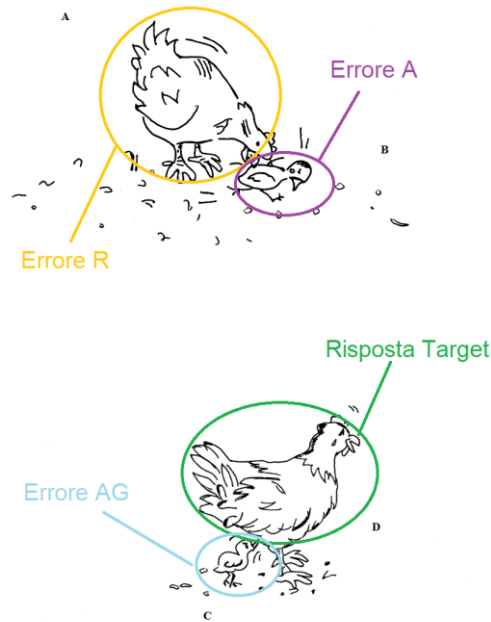 A
Errore A
B
Errore R
Risposta Target
Errore AG
D
C